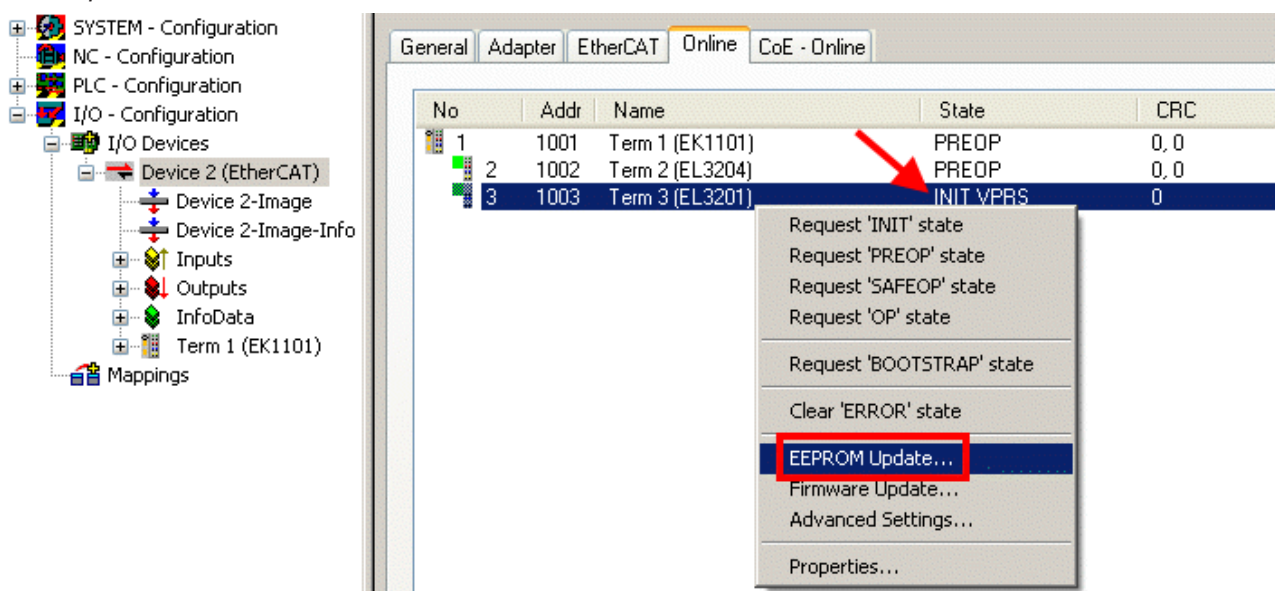 SYSTEM - Configuration
NC - Configuration
PLC - Configuration
I/O - Configuration
I/O Devices
Device 2 (EtherCAT)
Device 2-Image
Device 2-Image-Info
Inputs
Outputs
InfoData
Term 1 (EK1101)
Mappings
General Adapter EtherCAT Online CoE - Online
No Addr Name State CRC
1 1001 Term 1 (EK1101) PREOP 0, 0
2 1002 Term 2 (EL3204) PREOP 0, 0
3 1003 Term 3 (EL3201) INIT VPRS 0
Request 'INIT' state
Request 'PREOP' state
Request 'SAFEOP' state
Request 'OP' state
Request 'BOOTSTRAP' state
Clear 'ERROR' state
EEPROM Update...
Firmware Update...
Advanced Settings...
Properties...